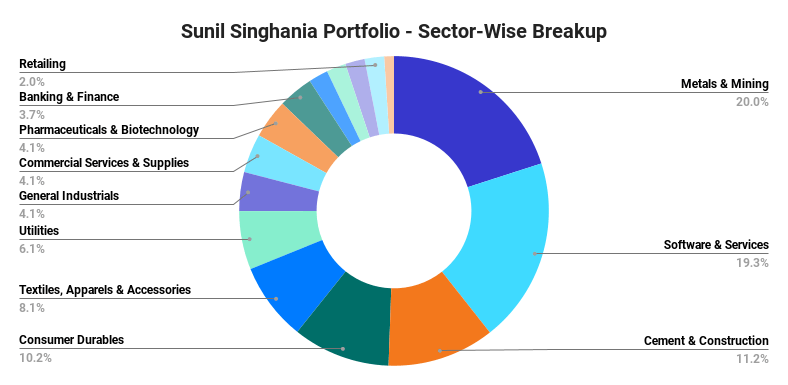 Sunil Singhania Portfolio - Sector-Wise Breakup
Retailing
2.0%
Banking & Finance
3.7%
Pharmaceuticals & Biotechnology
4.1%
Commercial Services & Supplies
4.1%
General Industrials
4.1%
Utilities
6.1%
Textiles, Apparels & Accessories
8.1%
Consumer Durables
10.2%
Metals & Mining
20.0%
Software & Services
19.3%
Cement & Construction
11.2%